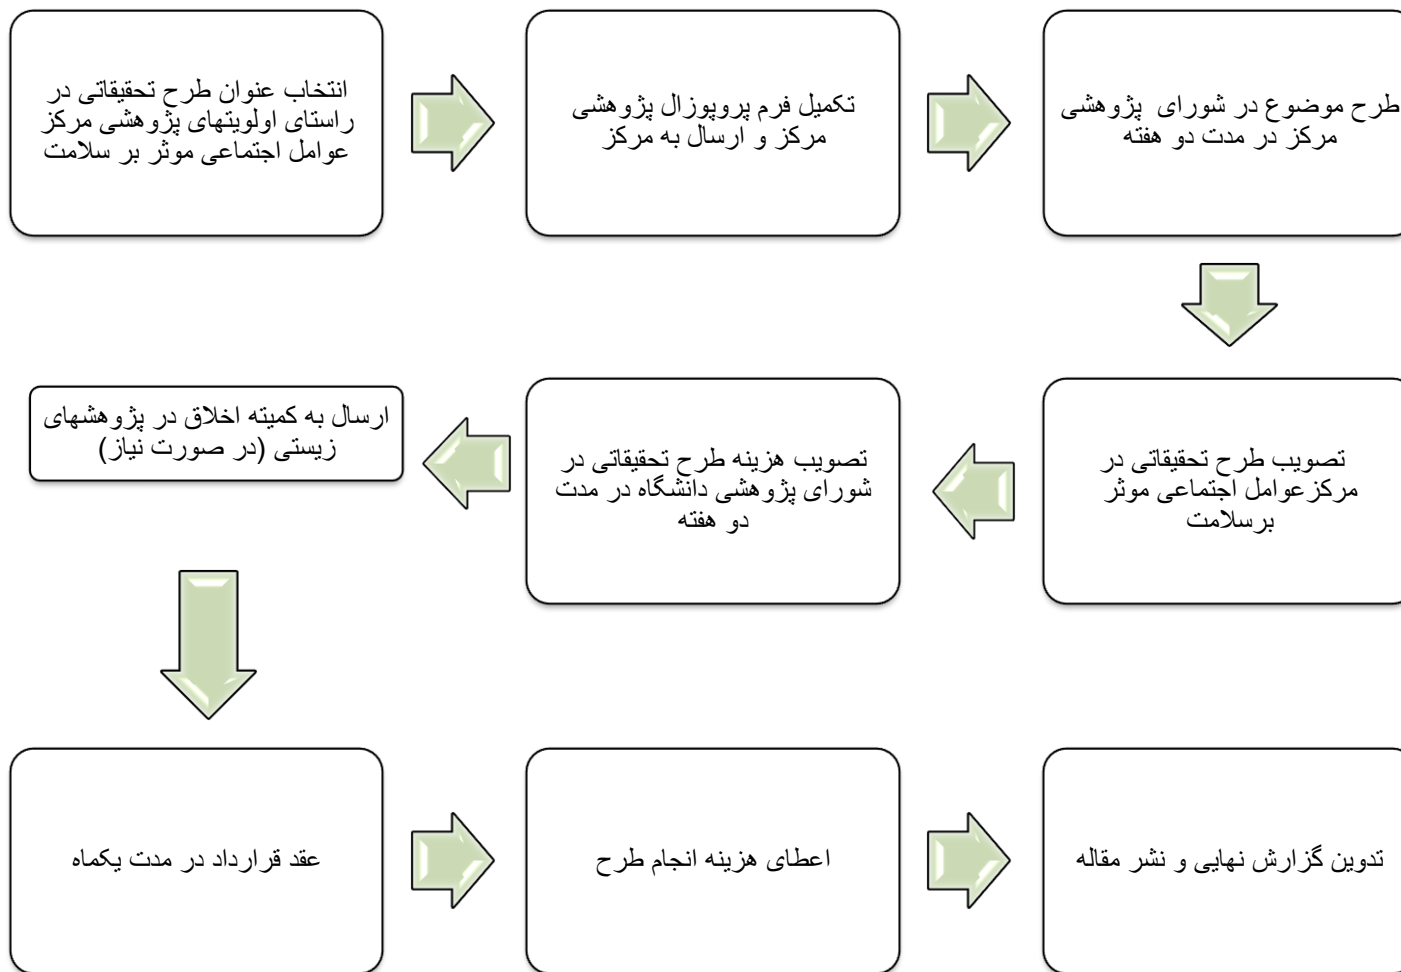 انتخاب عنوان طرح تحقیقاتی در
راستای اولویتهای پژوهشی مرکز
عوامل اجتماعی موثر بر سلامت
تکمیل فرم پروپوزال پژوهشی
مرکز و ارسال به مرکز
طرح موضوع در شورای پژوهشی
مرکز در مدت دو هفته
تصویب طرح تحقیقاتی در
مرکزعوامل اجتماعی موثر
برسلامت
تصویب هزینه طرح تحقیقاتی در
شورای پژوهشی دانشگاه در مدت
دو هفته
ارسال به کمیته اخلاق در پژوهشهای
زیستی (در صورت نیاز)
عقد قرارداد در مدت یکماه
اعطای هزینه انجام طرح
تدوین گزارش نهایی و نشر مقاله